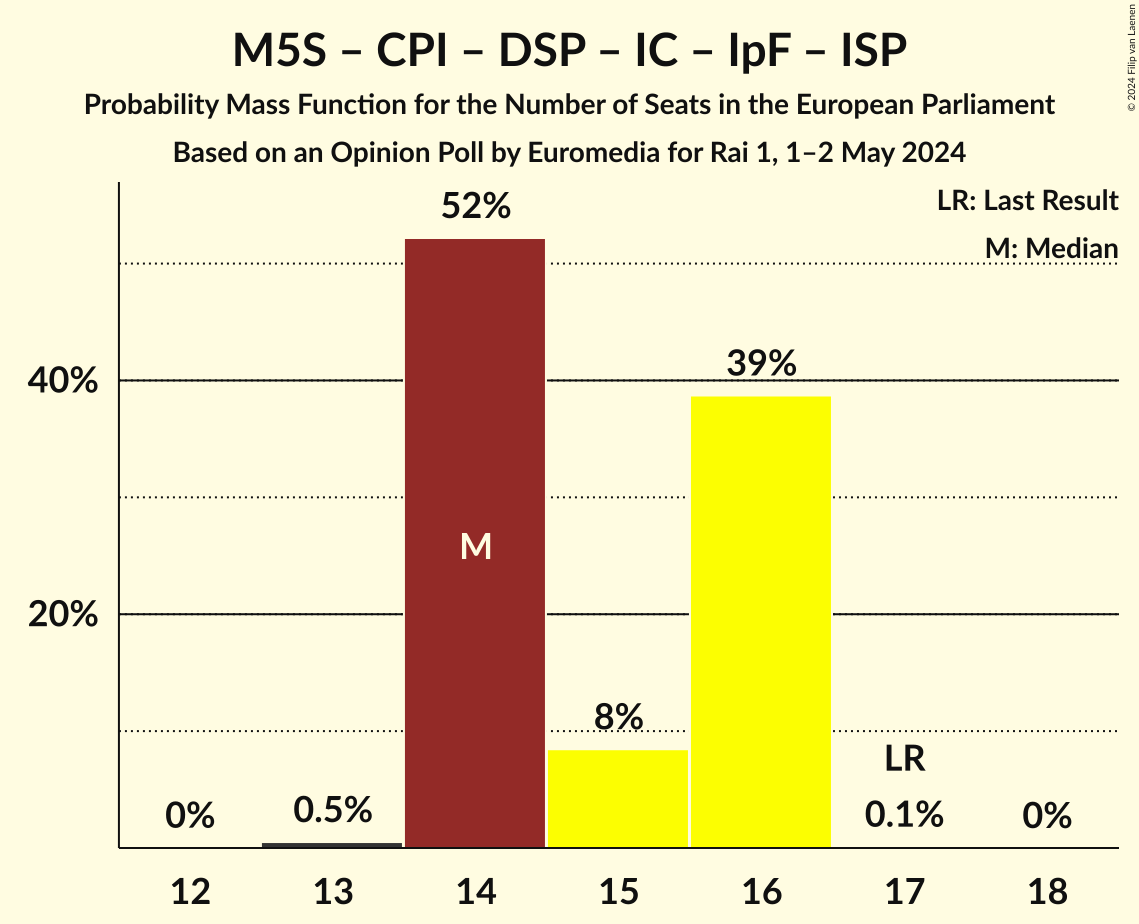 M5S – CPI – DSP – IC – IpF – ISP
Probability Mass Function for the Number of Seats in the European Parliament
Based on an Opinion Poll by Euromedia for Rai 1, 1–2 May 2024
© 2024 Filip van Laenen
LR: Last Result
M: Median
52%
39%
40%
M
20%
8%
LR
0%
0.5%
0.1%
0%
12 13 14 15 16 17 18